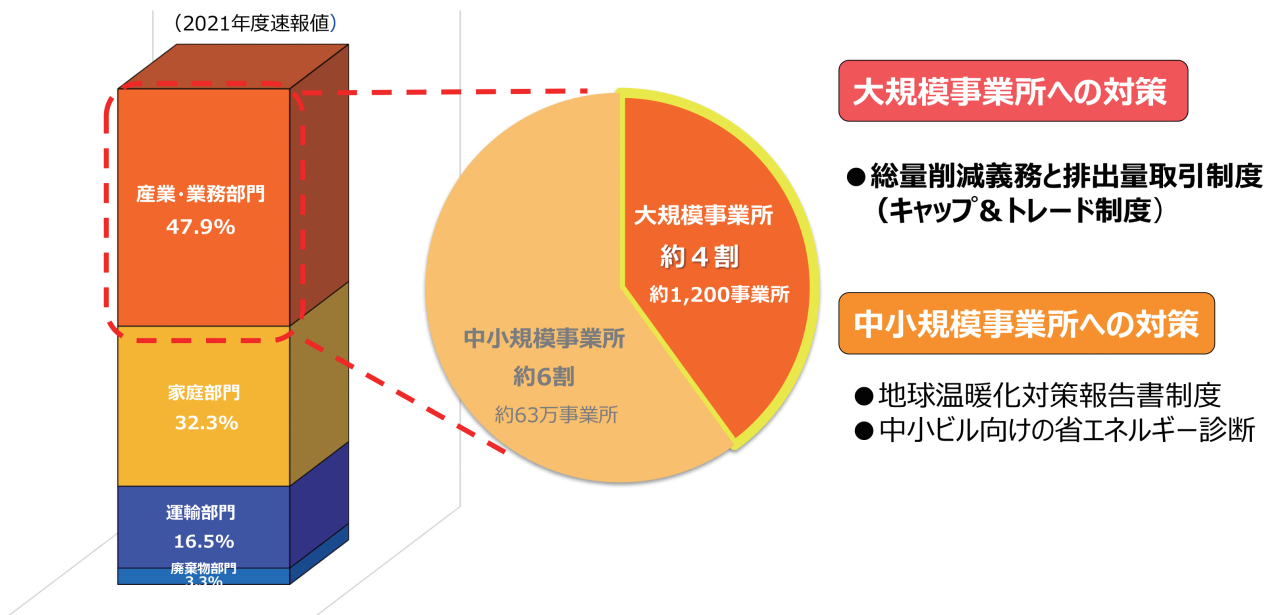 （2021年度速報値）
産業・業務部門
47.9%
家庭部門
32.3%
運輸部門
16.5%
廃棄物部門
3.3%
大規模事業所
約４割
約1,200事業所
中小規模事業所
約6割
約63万事業所
大規模事業所への対策
●総量削減義務と排出量取引制度
（キャップ＆トレード制度）
中小規模事業所への対策
●地球温暖化対策報告書制度
●中小ビル向けの省エネルギー診断